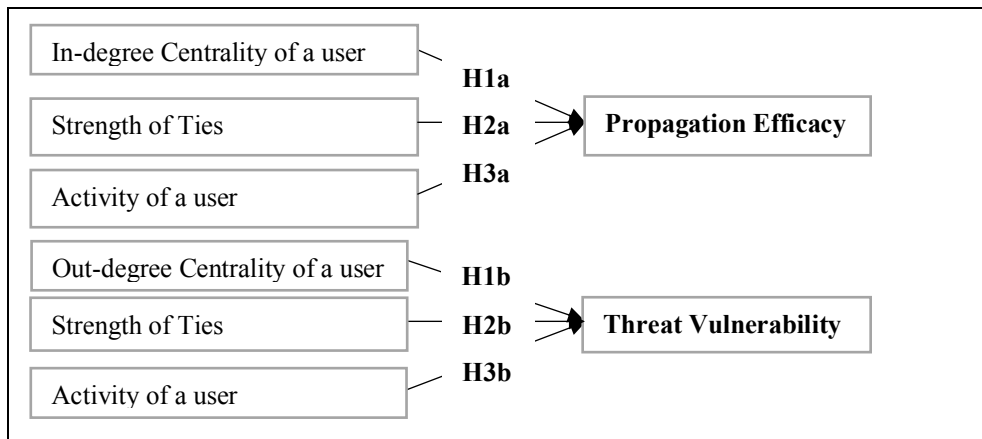 In-degree Centrality of a user
H1a
Strength of Ties
H2a
Propagation Efficacy
H3a
Activity of a user
Out-degree Centrality of a user
H1b
Strength of Ties
H2b
Threat Vulnerability
H3b
Activity of a user